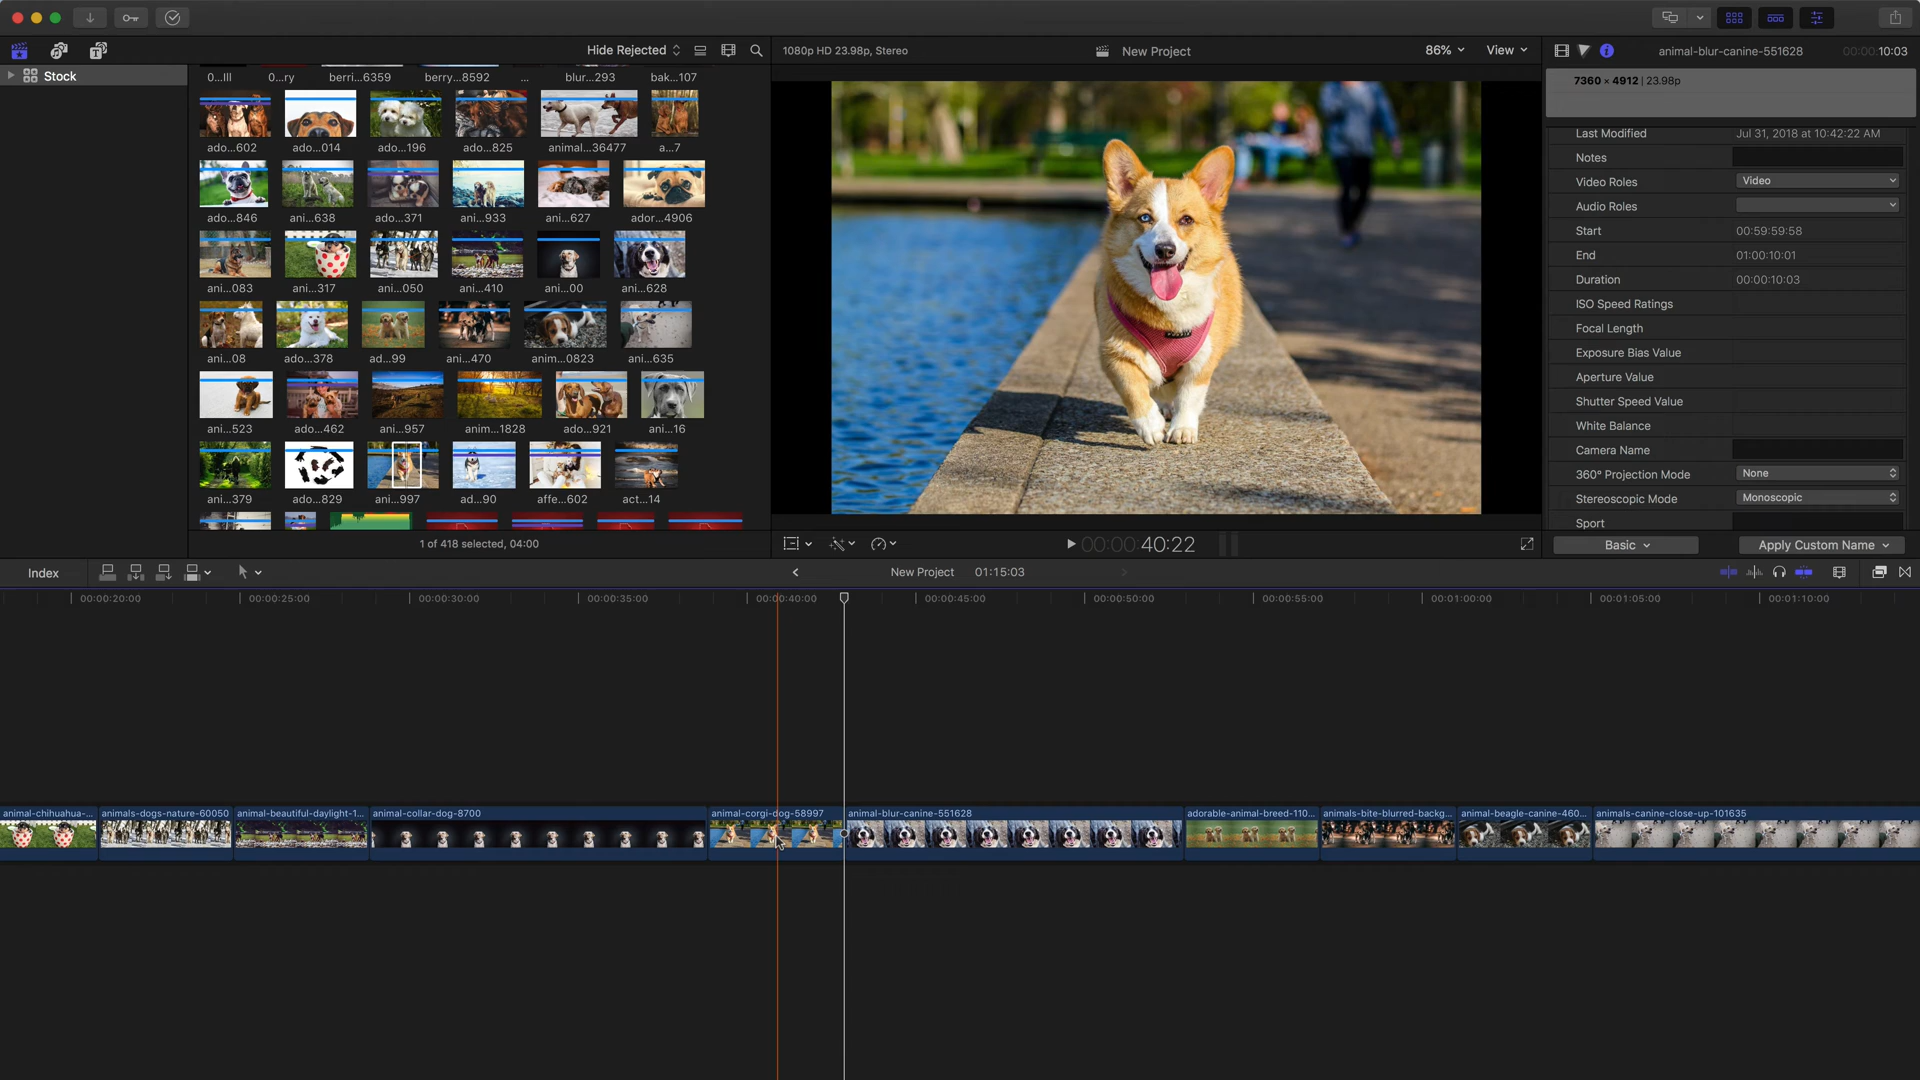 Hide Rejected
1080p HD 23.98p, Stereo
New Project
86%
View
animal-blur-canine-551628
00:00:10:03
Stock
0...lll
0...ry
berri...6359
berry...8592
...
blur...293
bak...107
ado...602
ado...014
ado...196
ado...825
animal...36477
a...7
ado...846
ani...638
ado...371
ani...933
ani...627
ador...4906
ani...083
ani...317
ani...050
ani...410
ani...00
ani...628
ani...08
ado...378
ad...99
ani...470
anim...0823
ani...635
ani...523
ado...462
ani...957
anim...1828
ado...921
ani...16
ani...379
ado...829
ani...997
ad...90
affe...602
act...14
1 of 418 selected, 04:00
00:00:40:22
7360 × 4912 | 23.98p
Last Modified
Jul 31, 2018 at 10:42:22 AM
Notes
Video Roles
Video
Audio Roles
Start
00:59:59:58
End
01:00:10:01
Duration
00:00:10:03
ISO Speed Ratings
Focal Length
Exposure Bias Value
Aperture Value
Shutter Speed Value
White Balance
Camera Name
360° Projection Mode
None
Stereoscopic Mode
Monoscopic
Sport
Basic
Apply Custom Name
Index
New Project
01:15:03
00:00:20:00
00:00:25:00
00:00:30:00
00:00:35:00
00:00:40:00
00:00:45:00
00:00:50:00
00:00:55:00
00:01:00:00
00:01:05:00
00:01:10:00
animal-chihuahua-...
animals-dogs-nature-60050
animal-beautiful-daylight-1...
animal-collar-dog-8700
animal-corgi-dog-58997
animal-blur-canine-551628
adorable-animal-breed-110...
animals-bite-blurred-backg...
animal-beagle-canine-460...
animals-canine-close-up-101635